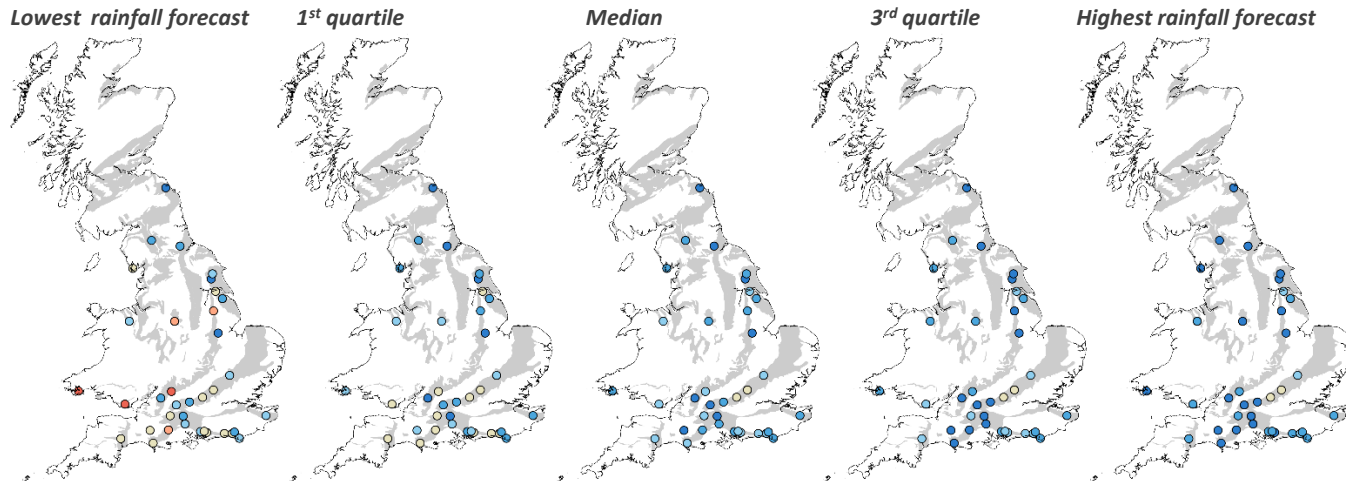 Lowest rainfall forecast
1st quartile
Median
3rd quartile
Highest rainfall forecast